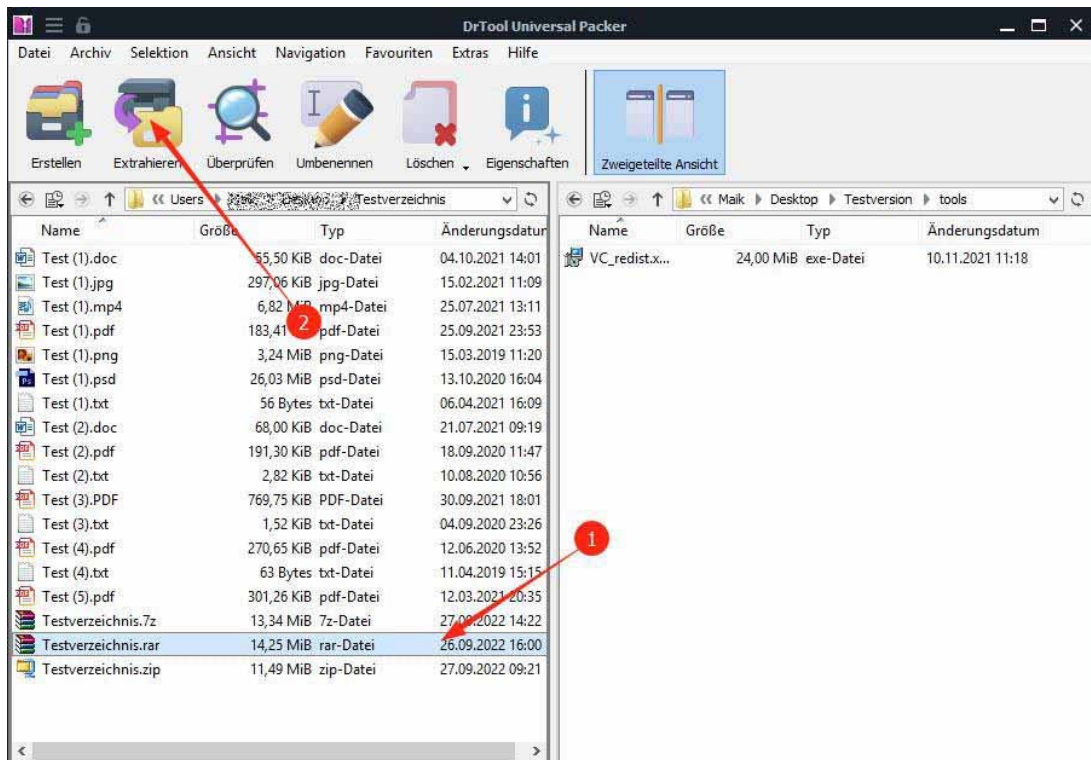 DrTool Universal Packer
Datei Archiv Selektion Ansicht Navigation Favouriten Extras Hilfe
Erstellen Extrahieren Überprüfen Umbenennen Löschen Eigenschaften Zweigeteilte Ansicht
Users Testverzeichnis
Maik Desktop Testversion tools
Name Größe Typ Änderungsdatum
Test (1).doc 55,50 KiB doc-Datei 04.10.2021 14:01
Test (1).jpg 297,06 KiB jpg-Datei 15.02.2021 11:09
Test (1).mp4 6,82 MiB mp4-Datei 25.07.2021 13:11
Test (1).pdf 183,41 pdf-Datei 25.09.2021 23:53
Test (1).png 3,24 MiB png-Datei 15.03.2019 11:20
Test (1).psd 26,03 MiB psd-Datei 13.10.2020 16:04
Test (1).txt 56 Bytes txt-Datei 06.04.2021 16:09
Test (2).doc 68,00 KiB doc-Datei 21.07.2021 09:19
Test (2).pdf 191,30 KiB pdf-Datei 18.09.2020 11:47
Test (2).txt 2,82 KiB txt-Datei 10.08.2020 10:56
Test (3).PDF 769,75 KiB PDF-Datei 30.09.2021 18:01
Test (3).txt 1,52 KiB txt-Datei 04.09.2020 23:26
Test (4).pdf 270,65 KiB pdf-Datei 12.06.2020 13:52
Test (4).txt 63 Bytes txt-Datei 11.04.2019 15:15
Test (5).pdf 301,26 KiB pdf-Datei 12.03.2021 20:35
Testverzeichnis.7z 13,34 MiB 7z-Datei 27.09.2022 14:22
Testverzeichnis.rar 14,25 MiB rar-Datei 26.09.2022 16:00
Testverzeichnis.zip 11,49 MiB zip-Datei 27.09.2022 09:21
Name Größe Typ Änderungsdatum
VC_redist.x... 24,00 MiB exe-Datei 10.11.2021 11:18
2
1